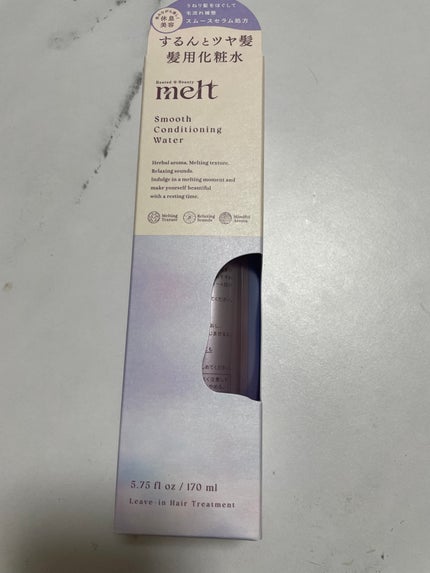 うねり髪をほぐして
毛流れ補整
スムースセラム処方
休息
美容
するんとツヤ髪
髪用化粧水
Rested+Beauty
melt
Smooth
Conditioning
Water
Herbal aroma. Melting texture.
Relaxing sounds.
Indulge in a melting moment and
make yourself beautiful
with a resting time.
Melting
Texture
Relaxing
Sounds
Mindful
Aroma
5.75 fl oz / 170 ml
Leave-in Hair Treatment